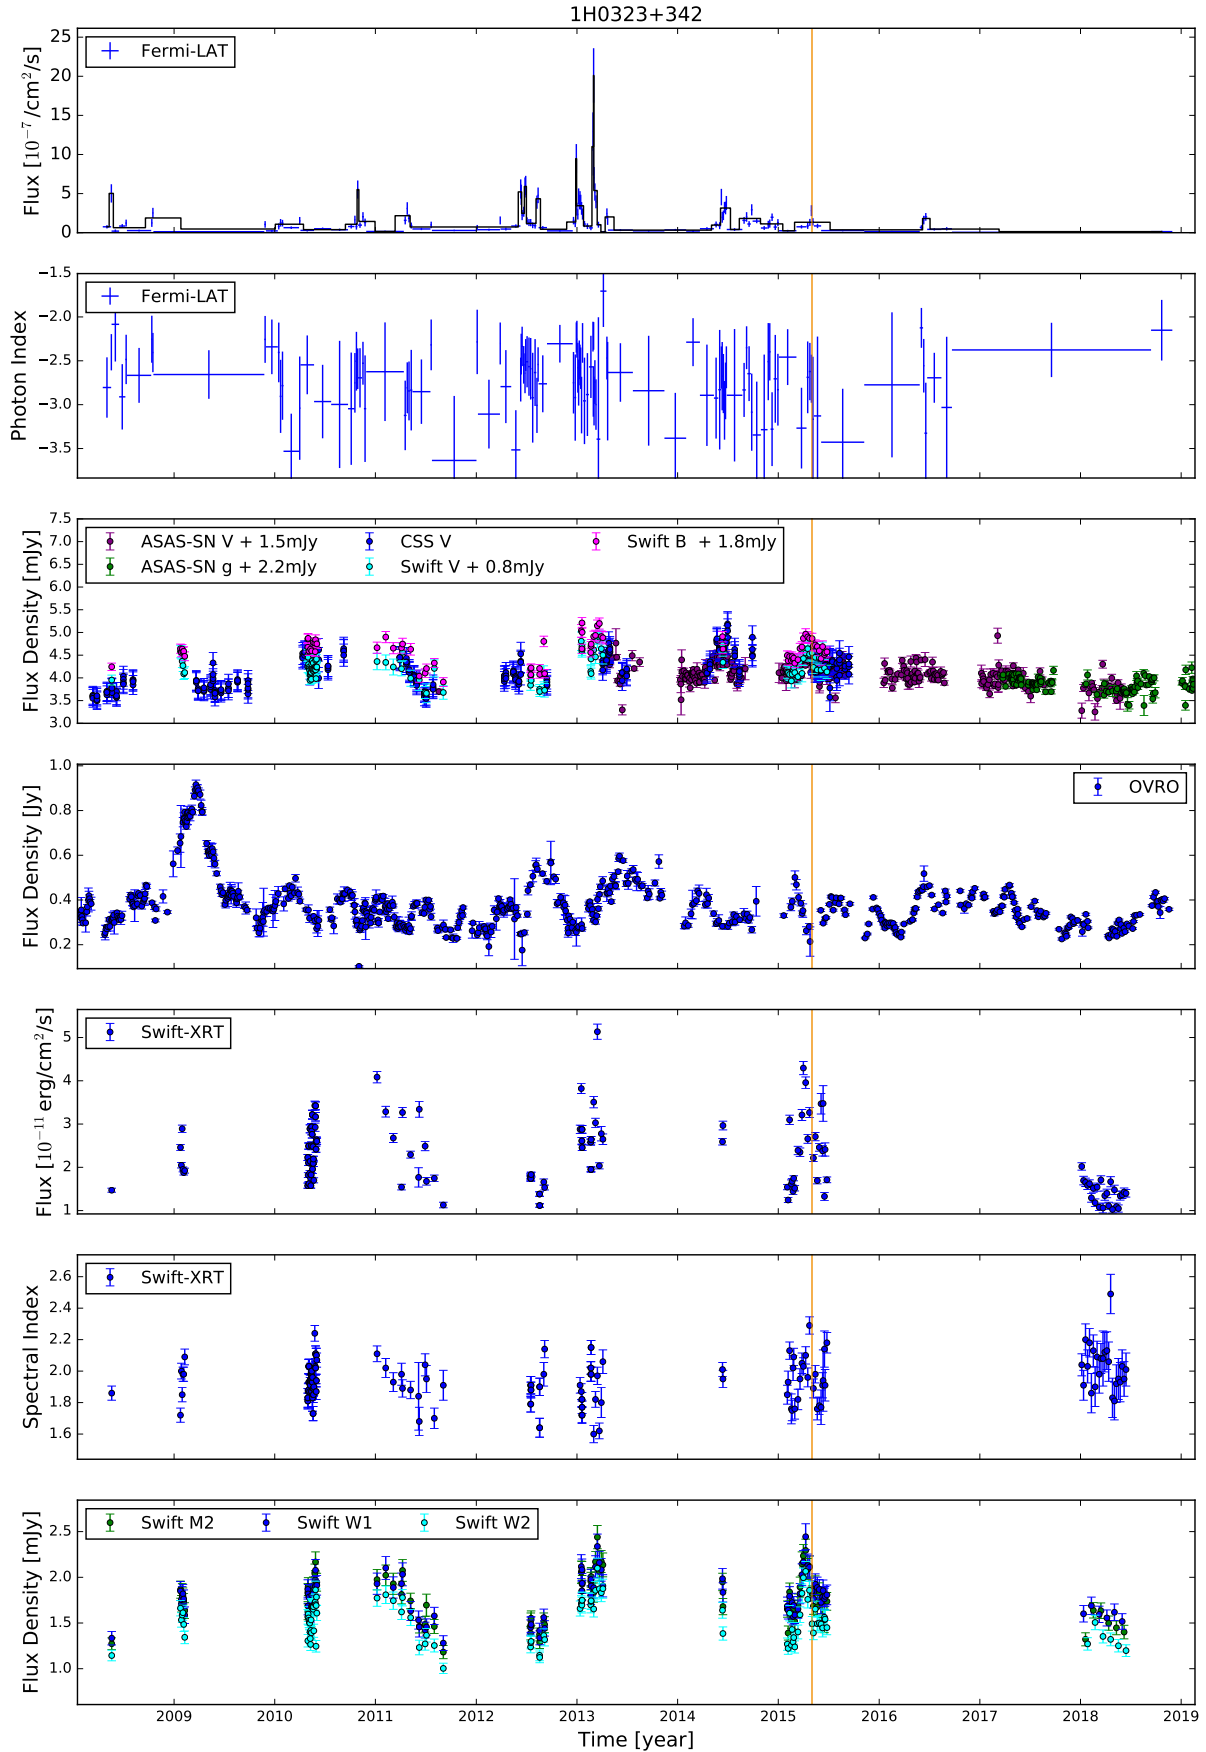 1H0323+342
Flux [10⁻⁷/cm²/s]
25
20
15
10
5
0
Fermi-LAT
Photon Index
−1.5
−2.0
−2.5
−3.0
−3.5
Fermi-LAT
Flux Density [mJy]
7.5
7.0
6.5
6.0
5.5
5.0
4.5
4.0
3.5
3.0
ASAS-SN V + 1.5mJy CSS V Swift B + 1.8mJy
ASAS-SN g + 2.2mJy Swift V + 0.8mJy
Flux Density [Jy]
1.0
0.8
0.6
0.4
0.2
OVRO
Flux [10⁻¹¹ erg/cm²/s]
5
4
3
2
1
Swift-XRT
Spectral Index
2.6
2.4
2.2
2.0
1.8
1.6
Swift-XRT
Flux Density [mJy]
2.5
2.0
1.5
1.0
Swift M2 Swift W1 Swift W2
2009 2010 2011 2012 2013 2014 2015 2016 2017 2018 2019
Time [year]